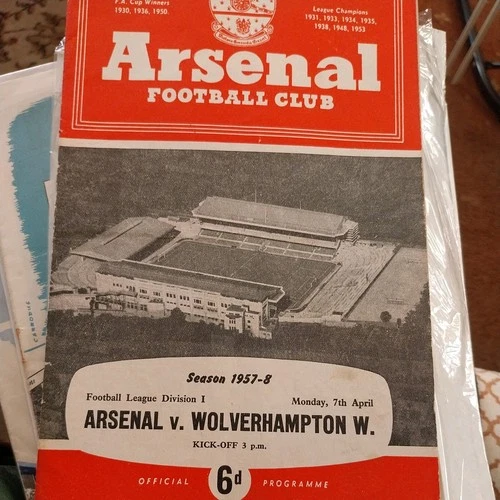 F.A. Cup Winners
1930, 1936, 1950.
League Champions
1931, 1933, 1934, 1935,
1938, 1948, 1953
Arsenal
FOOTBALL CLUB
Season 1957-8
Football League Division I
Monday, 7th April
ARSENAL v. WOLVERHAMPTON W.
KICK-OFF 3 p.m.
OFFICIAL 6d PROGRAMME